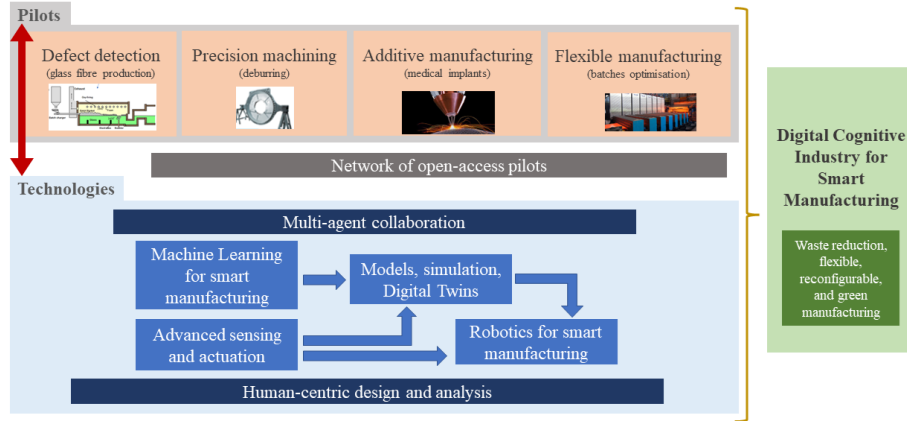 Pilots
Defect detection
(glass fibre production)
Precision machining
(deburring)
Additive manufacturing
(medical implants)
Flexible manufacturing
(batches optimisation)
Network of open-access pilots
Technologies
Multi-agent collaboration
Machine Learning
for smart
manufacturing
Models, simulation,
Digital Twins
Advanced sensing
and actuation
Robotics for smart
manufacturing
Human-centric design and analysis
Digital Cognitive
Industry for
Smart
Manufacturing
Waste reduction,
flexible,
reconfigurable,
and green
manufacturing